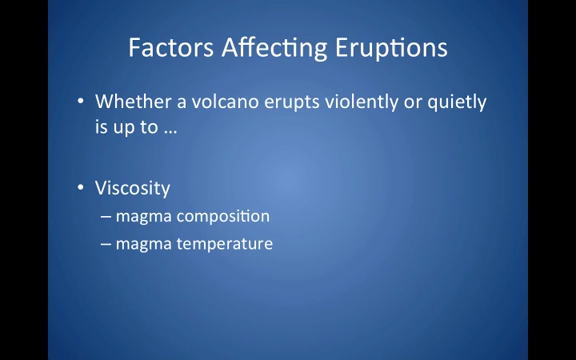 Factors Affecting Eruptions
• Whether a volcano erupts violently or quietly
is up to …
• Viscosity
– magma composition
– magma temperature